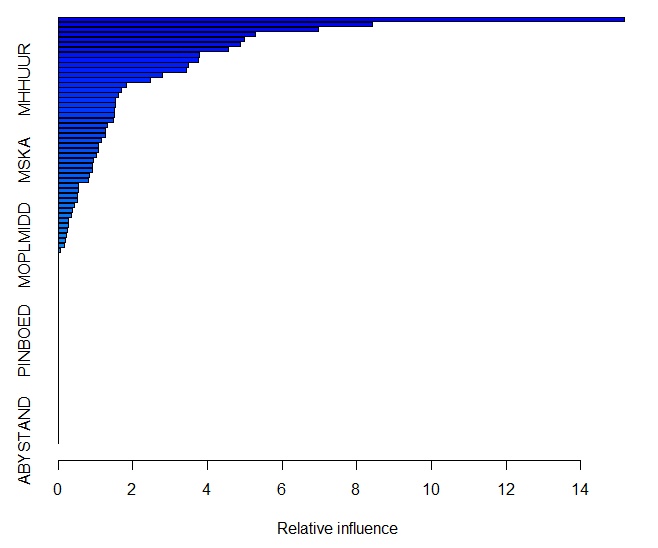 MHHUUR
MSKA
MOPLMIDD
PINBOED
ABYSTAND
0 2 4 6 8 10 12 14
Relative influence